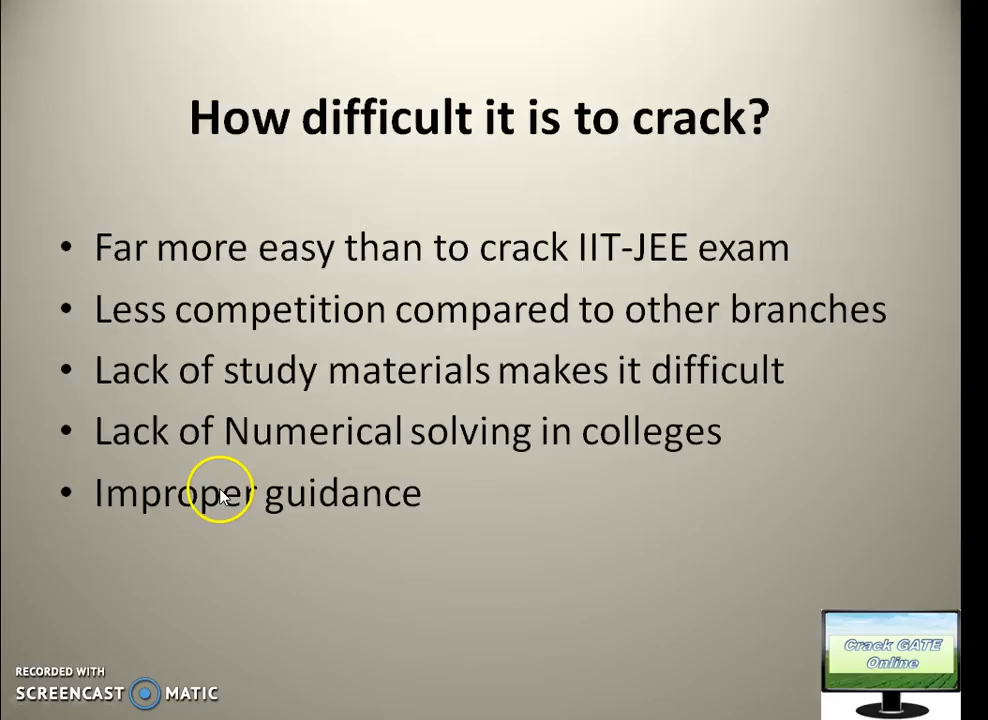 How difficult it is to crack?
• Far more easy than to crack IIT-JEE exam
• Less competition compared to other branches
• Lack of study materials makes it difficult
• Lack of Numerical solving in colleges
• Improper guidance
Crack GATE
Online
RECORDED WITH
SCREENCAST MATIC